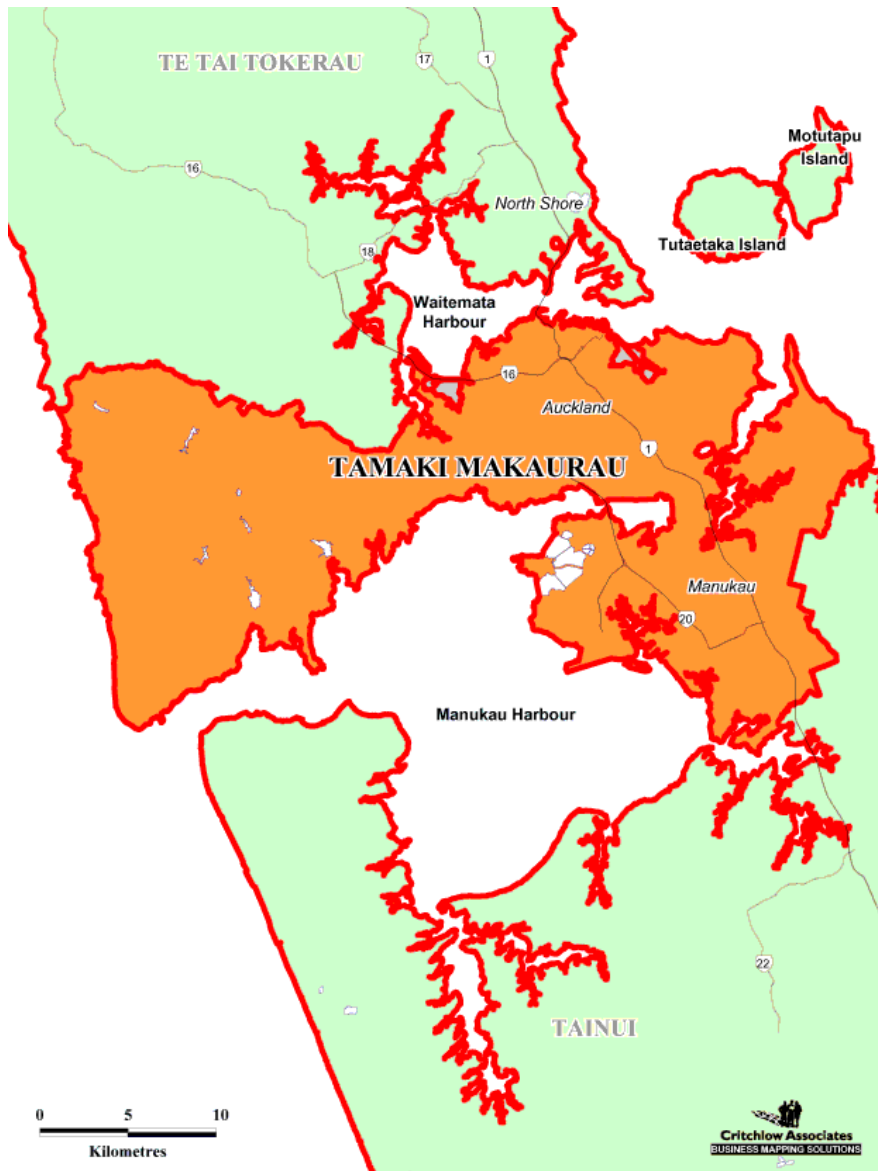 TE TAI TOKERAU
17
1
16
Motutapu
Island
North Shore
Tutaetaka Island
18
Waitemata
Harbour
16
Auckland
1
TAMAKI MAKAURAU
Manukau
20
Manukau Harbour
22
TAINUI
0 5 10
Kilometres
Critchlow Associates
BUSINESS MAPPING SOLUTIONS